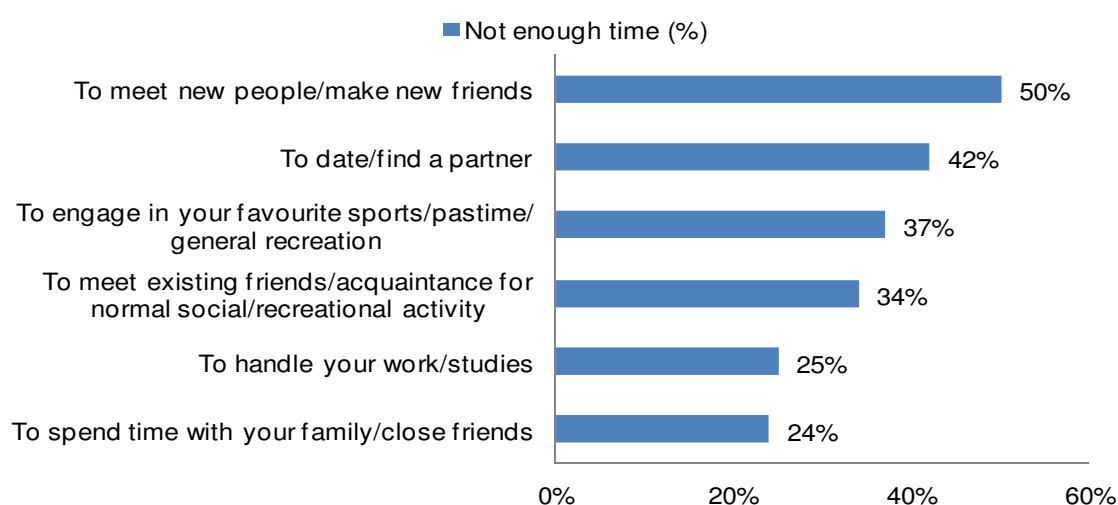 Not enough time (%)
To meet new people/make new friends
50%
To date/find a partner
42%
To engage in your favourite sports/pastime/
general recreation
37%
To meet existing friends/acquaintance for
normal social/recreational activity
34%
To handle your work/studies
25%
To spend time with your family/close friends
24%
0%
20%
40%
60%